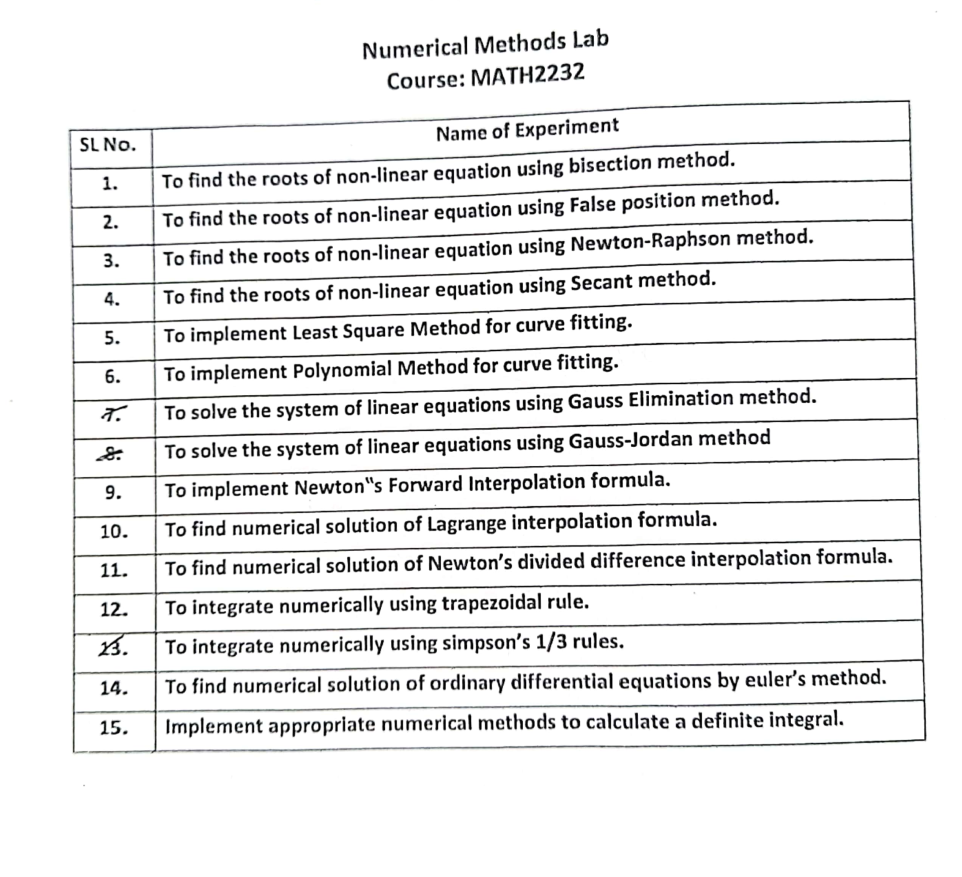 Numerical Methods Lab
Course: MATH2232
SL No. Name of Experiment
1. To find the roots of non-linear equation using bisection method.
2. To find the roots of non-linear equation using False position method.
3. To find the roots of non-linear equation using Newton-Raphson method.
4. To find the roots of non-linear equation using Secant method.
5. To implement Least Square Method for curve fitting.
6. To implement Polynomial Method for curve fitting.
7. To solve the system of linear equations using Gauss Elimination method.
8. To solve the system of linear equations using Gauss-Jordan method
9. To implement Newton"s Forward Interpolation formula.
10. To find numerical solution of Lagrange interpolation formula.
11. To find numerical solution of Newton's divided difference interpolation formula.
12. To integrate numerically using trapezoidal rule.
13. To integrate numerically using simpson's 1/3 rules.
14. To find numerical solution of ordinary differential equations by euler's method.
15. Implement appropriate numerical methods to calculate a definite integral.